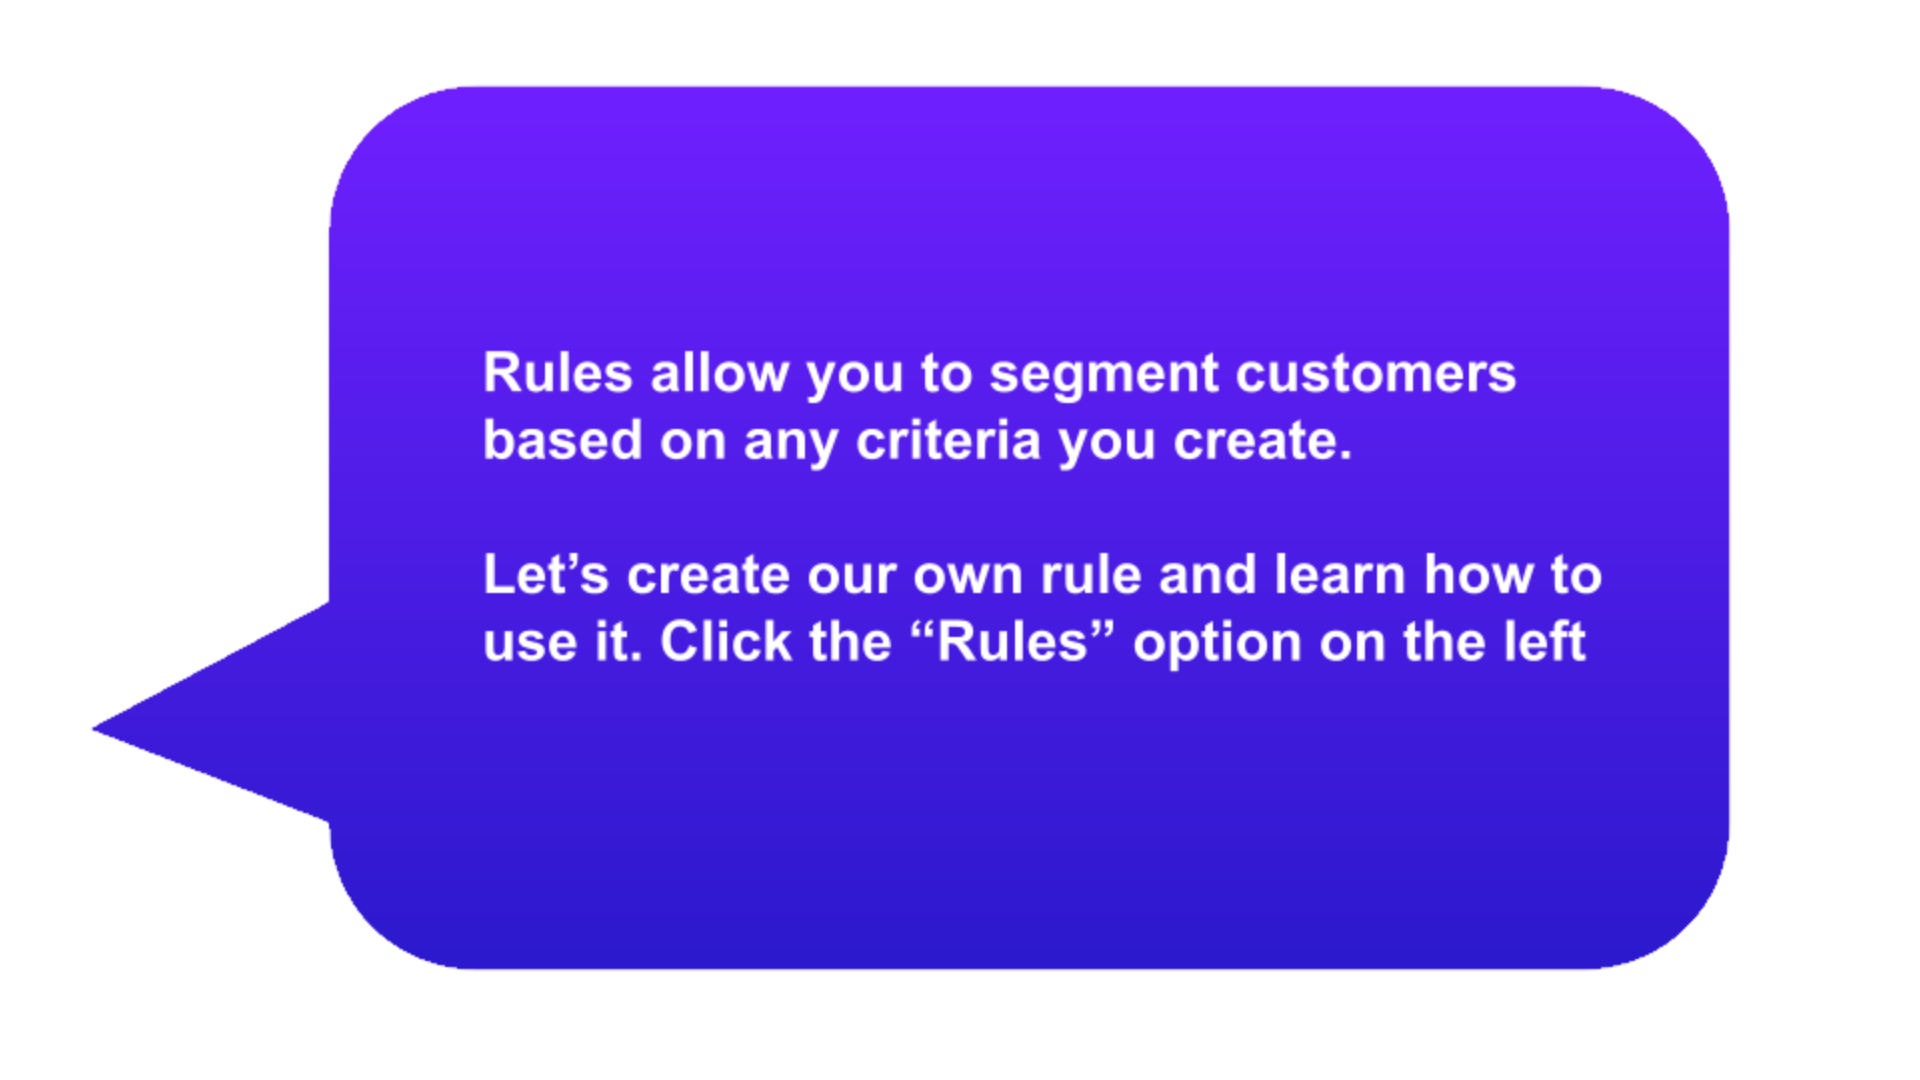 Rules allow you to segment customers
based on any criteria you create.
Let’s create our own rule and learn how to
use it. Click the “Rules” option on the left